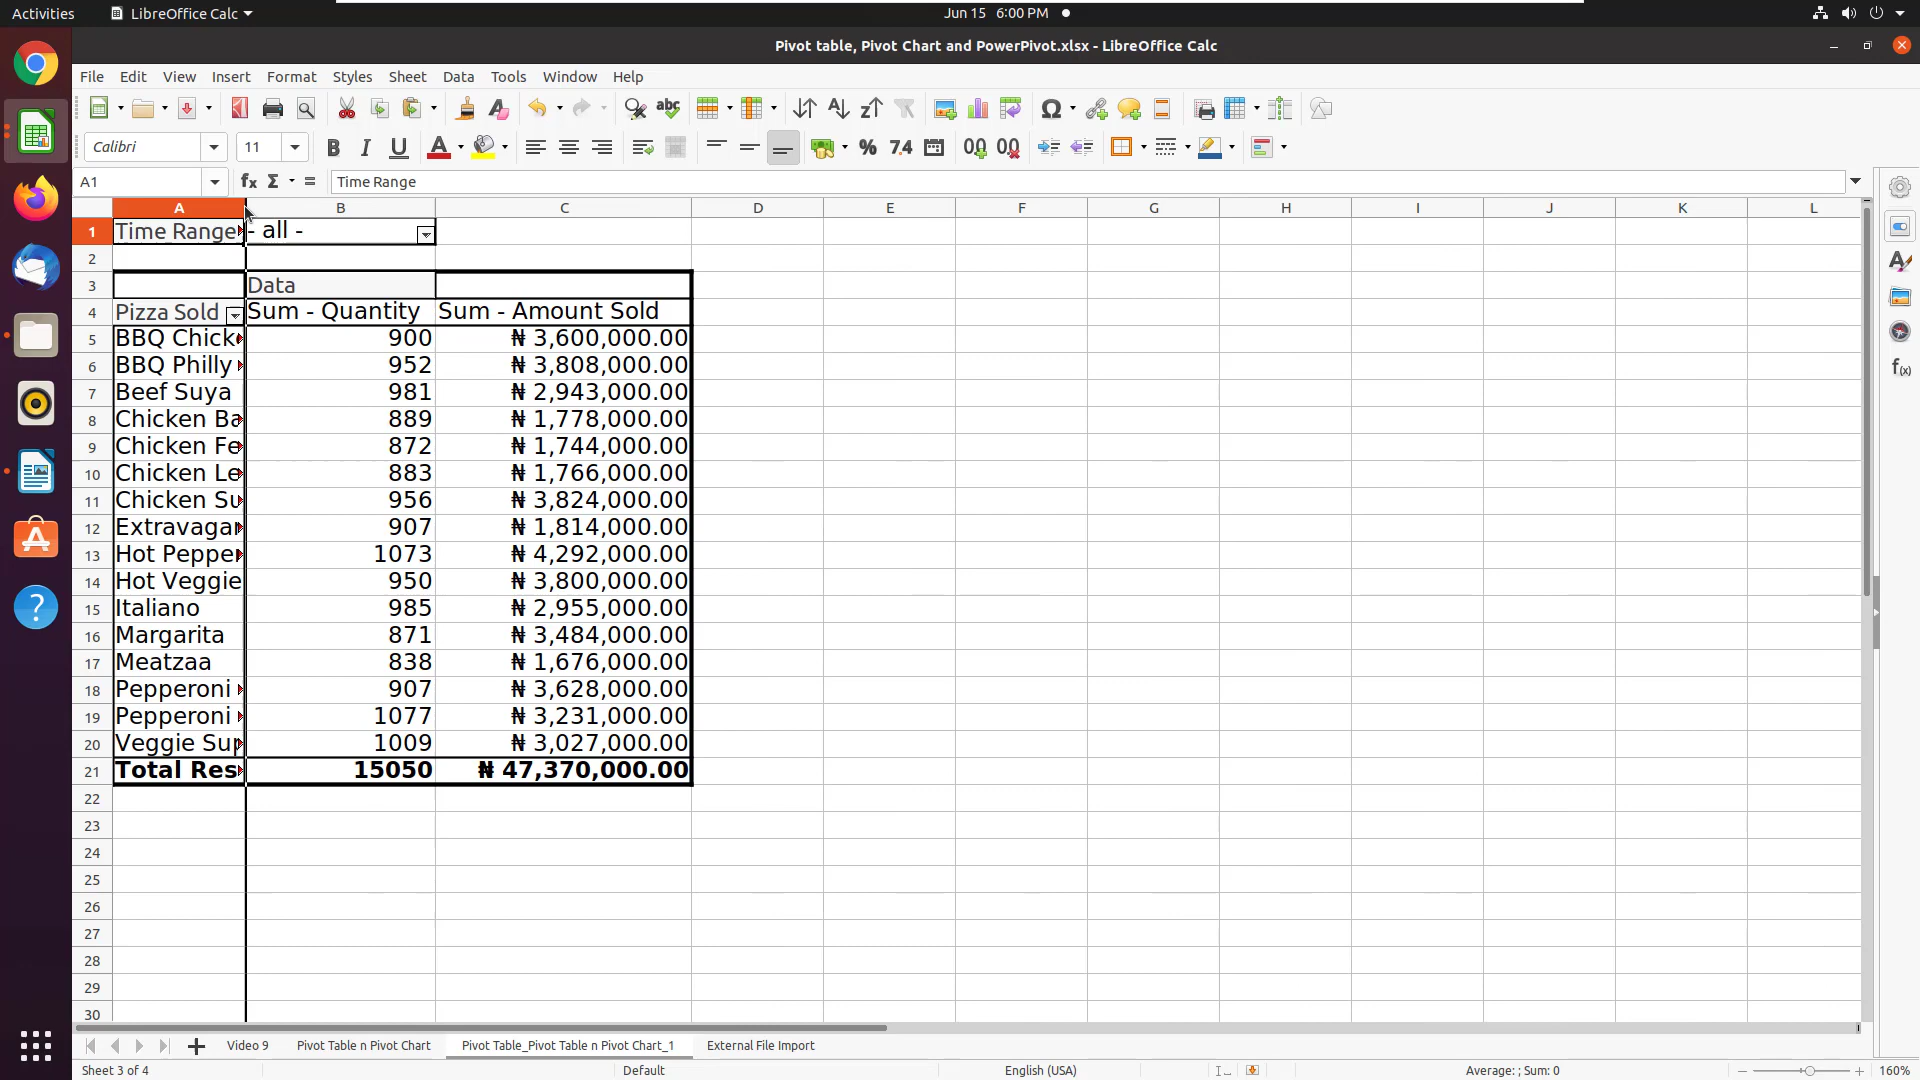 Activities LibreOffice Calc Jun 15 6:00 PM
Pivot table, Pivot Chart and PowerPivot.xlsx - LibreOffice Calc
File Edit View Insert Format Styles Sheet Data Tools Window Help
Calibri 11
A1 Time Range
A B C D E F G H I J K L
1 Time Range - all -
2
3 Data
4 Pizza Sold Sum - Quantity Sum - Amount Sold
5 BBQ Chick 900 ₦ 3,600,000.00
6 BBQ Philly 952 ₦ 3,808,000.00
7 Beef Suya 981 ₦ 2,943,000.00
8 Chicken Ba 889 ₦ 1,778,000.00
9 Chicken Fe 872 ₦ 1,744,000.00
10 Chicken Le 883 ₦ 1,766,000.00
11 Chicken Su 956 ₦ 3,824,000.00
12 Extravagar 907 ₦ 1,814,000.00
13 Hot Pepper 1073 ₦ 4,292,000.00
14 Hot Veggie 950 ₦ 3,800,000.00
15 Italiano 985 ₦ 2,955,000.00
16 Margarita 871 ₦ 3,484,000.00
17 Meatzaa 838 ₦ 1,676,000.00
18 Pepperoni 907 ₦ 3,628,000.00
19 Pepperoni 1077 ₦ 3,231,000.00
20 Veggie Sup 1009 ₦ 3,027,000.00
21 Total Res 15050 ₦ 47,370,000.00
22
23
24
25
26
27
28
29
30
Video 9 Pivot Table n Pivot Chart Pivot Table_Pivot Table n Pivot Chart_1 External File Import
Sheet 3 of 4 Default English (USA) Average: ; Sum: 0 160%